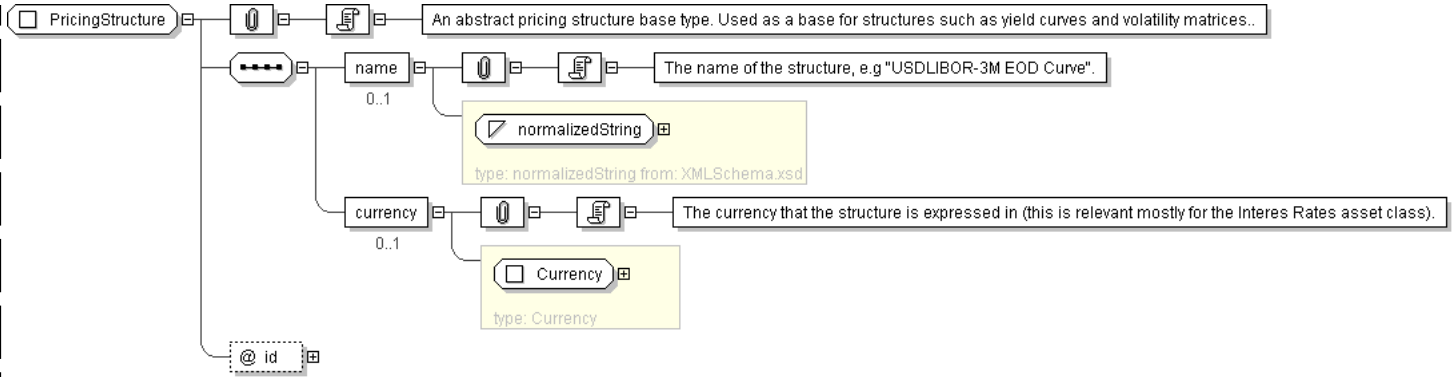 PricingStructure
An abstract pricing structure base type. Used as a base for structures such as yield curves and volatility matrices..
name
The name of the structure, e.g "USDLIBOR-3M EOD Curve".
0..1
normalizedString
type: normalizedString from: XMLSchema.xsd
currency
The currency that the structure is expressed in (this is relevant mostly for the Interes Rates asset class).
0..1
Currency
type: Currency
@ id